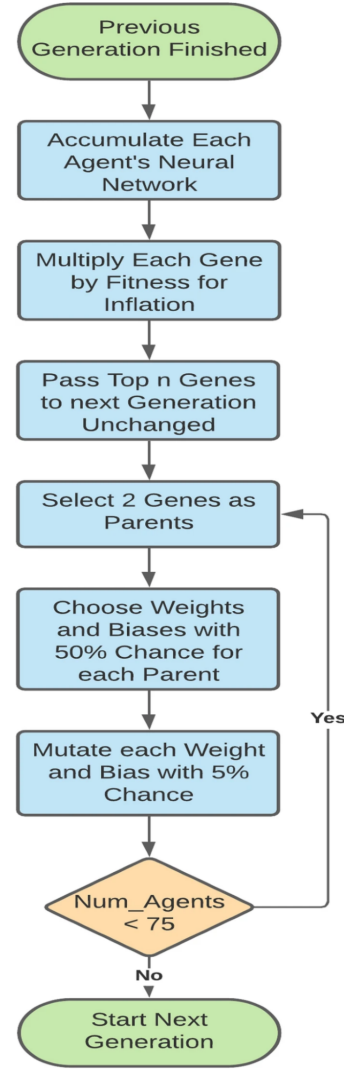 Previous
Generation Finished
Accumulate Each
Agent's Neural
Network
Multiply Each Gene
by Fitness for
Inflation
Pass Top n Genes
to next Generation
Unchanged
Select 2 Genes as
Parents
Choose Weights
and Biases with
50% Chance for
each Parent
Yes
Mutate each Weight
and Bias with 5%
Chance
Num_Agents
< 75
No
Start Next
Generation